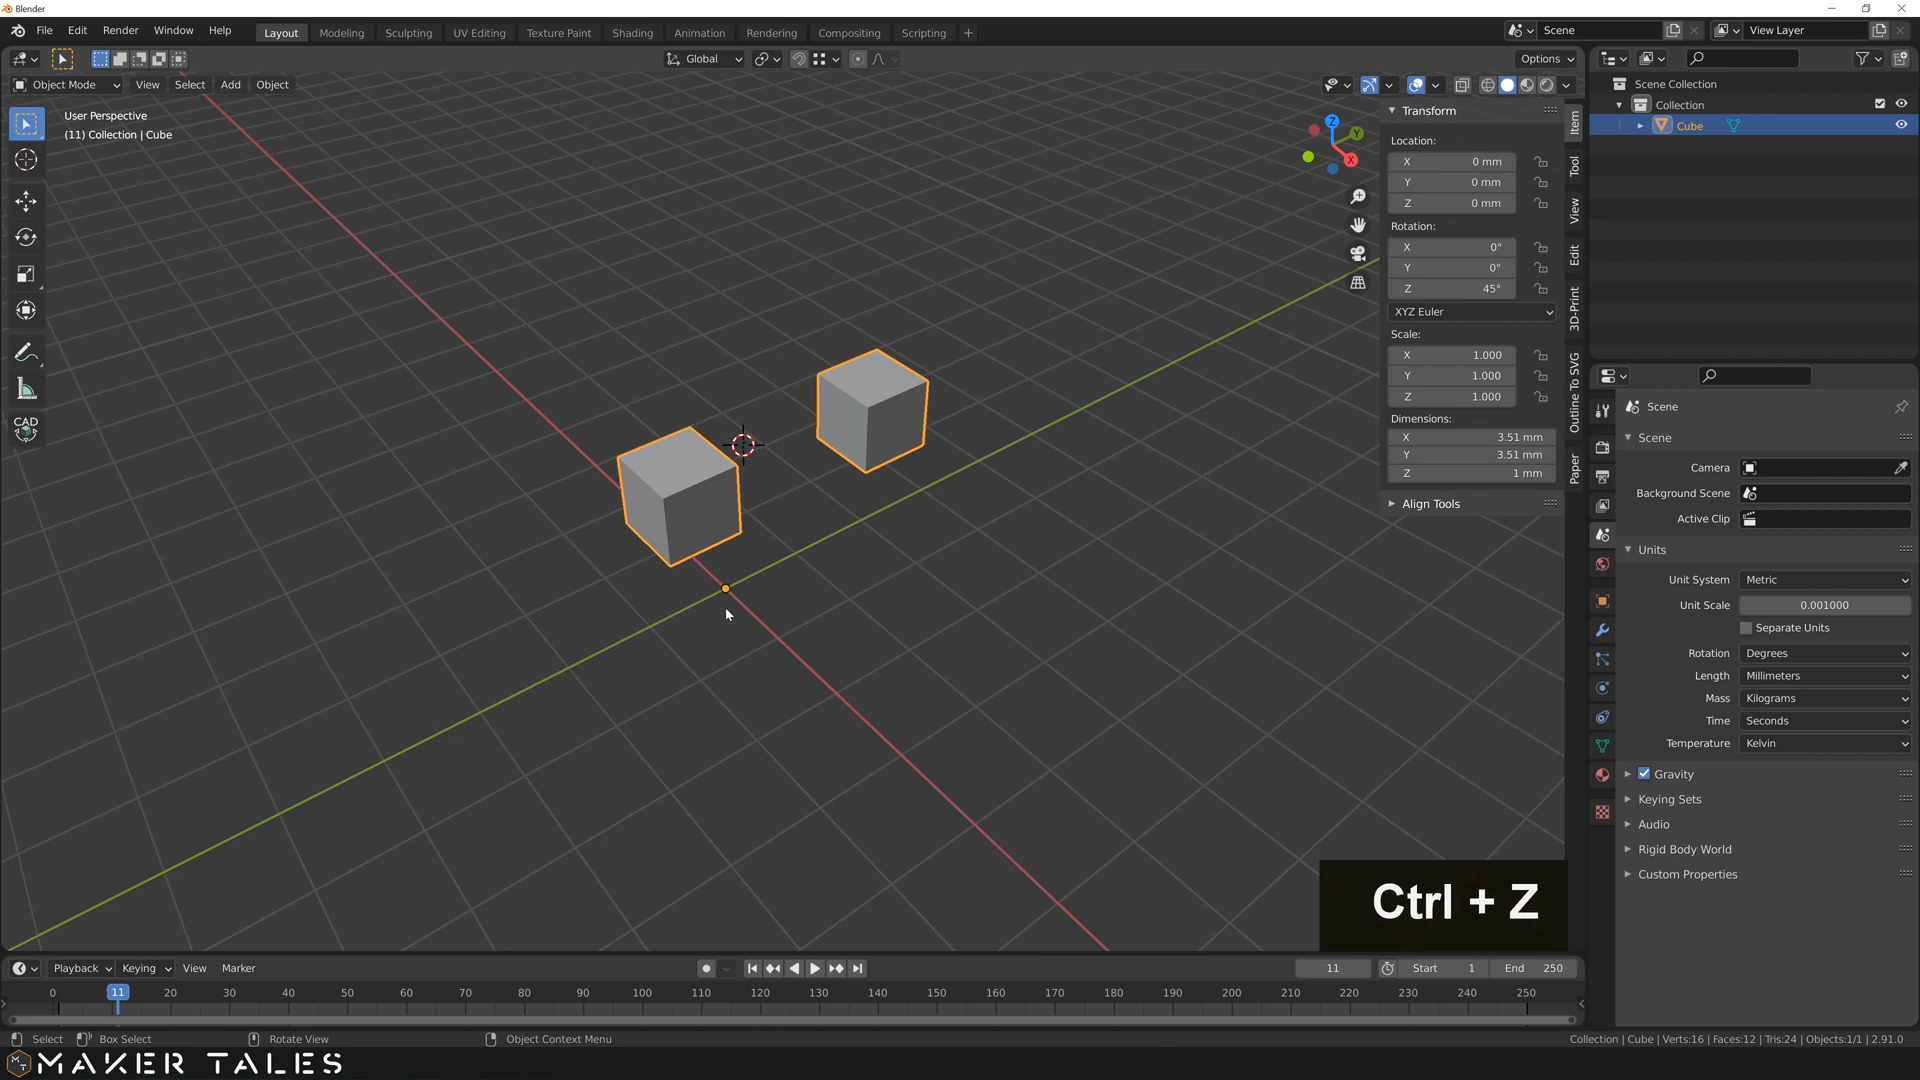 Blender
File Edit Render Window Help
Layout Modeling Sculpting UV Editing Texture Paint Shading Animation Rendering Compositing Scripting +
Scene
View Layer
Global
Options
Object Mode View Select Add Object
User Perspective
(11) Collection | Cube
CAD
Z
Y
X
Transform
Location:
X 0 mm
Y 0 mm
Z 0 mm
Rotation:
X 0°
Y 0°
Z 45°
XYZ Euler
Scale:
X 1.000
Y 1.000
Z 1.000
Dimensions:
X 3.51 mm
Y 3.51 mm
Z 1 mm
Align Tools
Item
Tool
View
Edit
3D-Print
Outline To SVG
Paper
Scene Collection
Collection
Cube
Scene
Scene
Camera
Background Scene
Active Clip
Units
Unit System Metric
Unit Scale 0.001000
Separate Units
Rotation Degrees
Length Millimeters
Mass Kilograms
Time Seconds
Temperature Kelvin
Gravity
Keying Sets
Audio
Rigid Body World
Custom Properties
Ctrl + Z
Playback Keying View Marker
11 Start 1 End 250
0 11 20 30 40 50 60 70 80 90 100 110 120 130 140 150 160 170 180 190 200 210 220 230 240 250
Select Box Select Rotate View Object Context Menu
Collection | Cube | Verts:16 | Faces:12 | Tris:24 | Objects:1/1 | 2.91.0
MAKER TALES